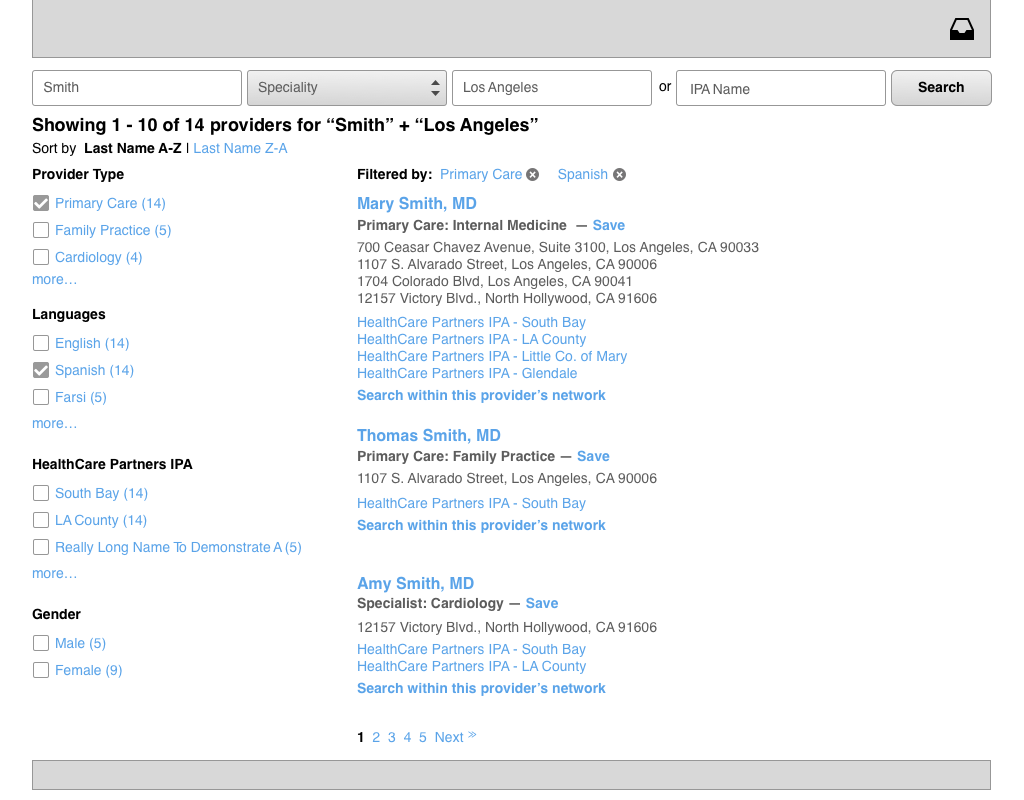 Smith Speciality Los Angeles or IPA Name Search
Showing 1 - 10 of 14 providers for “Smith” + “Los Angeles”
Sort by Last Name A-Z | Last Name Z-A
Provider Type
Primary Care (14)
Family Practice (5)
Cardiology (4)
more…
Languages
English (14)
Spanish (14)
Farsi (5)
more…
HealthCare Partners IPA
South Bay (14)
LA County (14)
Really Long Name To Demonstrate A (5)
more…
Gender
Male (5)
Female (9)
Filtered by: Primary Care Spanish
Mary Smith, MD
Primary Care: Internal Medicine — Save
700 Ceasar Chavez Avenue, Suite 3100, Los Angeles, CA 90033
1107 S. Alvarado Street, Los Angeles, CA 90006
1704 Colorado Blvd, Los Angeles, CA 90041
12157 Victory Blvd., North Hollywood, CA 91606
HealthCare Partners IPA - South Bay
HealthCare Partners IPA - LA County
HealthCare Partners IPA - Little Co. of Mary
HealthCare Partners IPA - Glendale
Search within this provider’s network
Thomas Smith, MD
Primary Care: Family Practice — Save
1107 S. Alvarado Street, Los Angeles, CA 90006
HealthCare Partners IPA - South Bay
Search within this provider’s network
Amy Smith, MD
Specialist: Cardiology — Save
12157 Victory Blvd., North Hollywood, CA 91606
HealthCare Partners IPA - South Bay
HealthCare Partners IPA - LA County
Search within this provider’s network
1 2 3 4 5 Next »